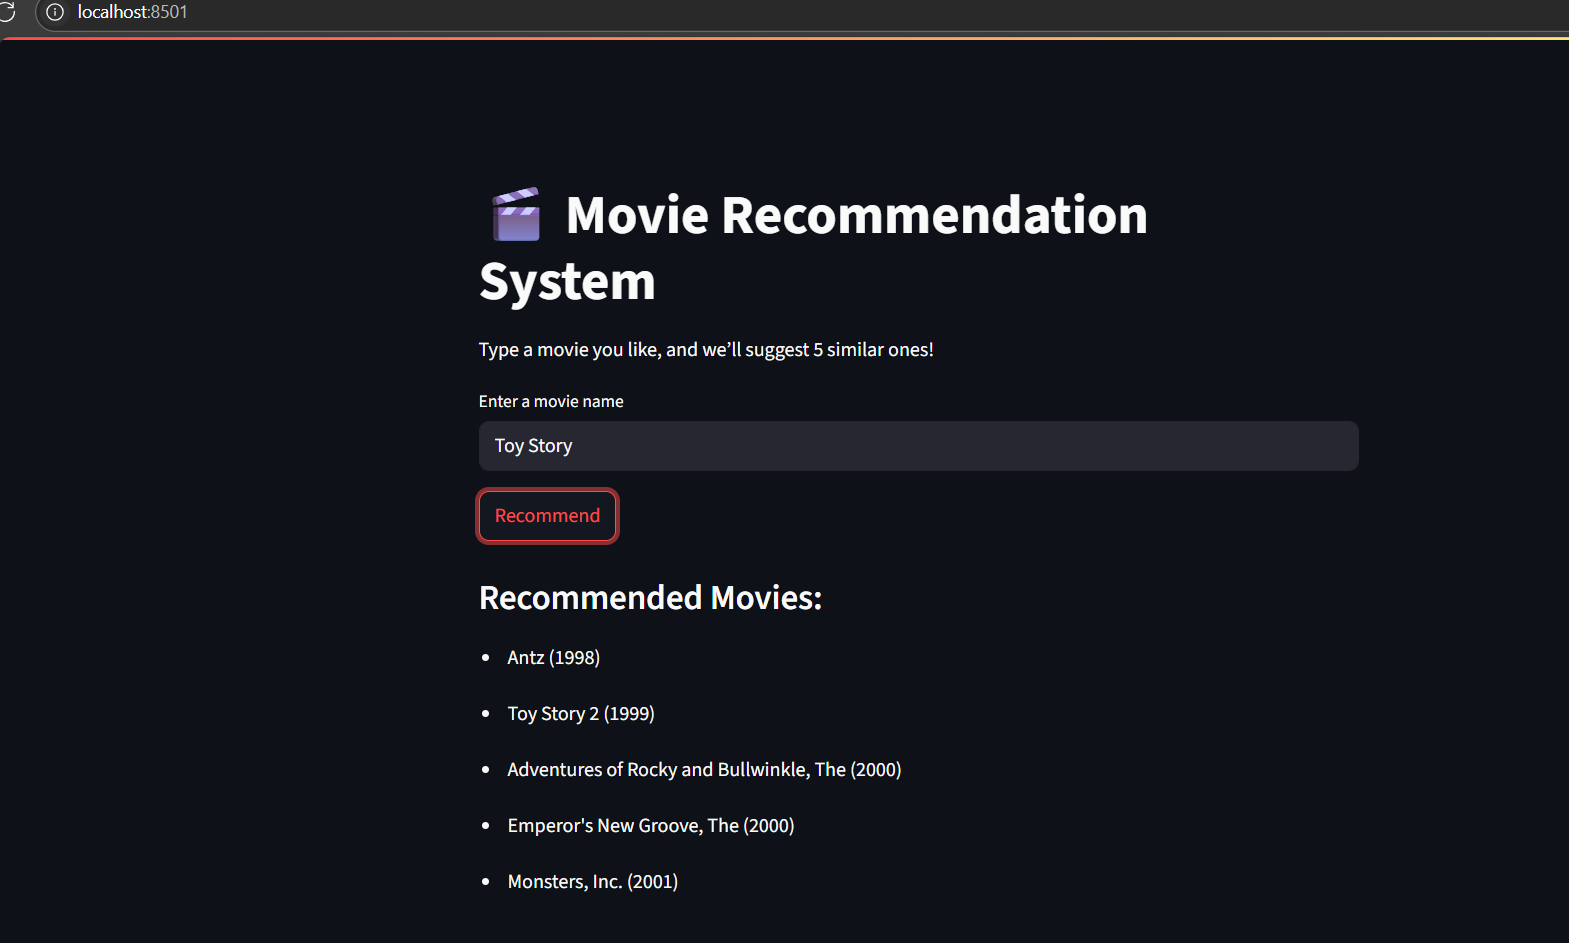 localhost:8501
🎬 Movie Recommendation
System
Type a movie you like, and we’ll suggest 5 similar ones!
Enter a movie name
Toy Story
Recommend
Recommended Movies:
• Antz (1998)
• Toy Story 2 (1999)
• Adventures of Rocky and Bullwinkle, The (2000)
• Emperor's New Groove, The (2000)
• Monsters, Inc. (2001)